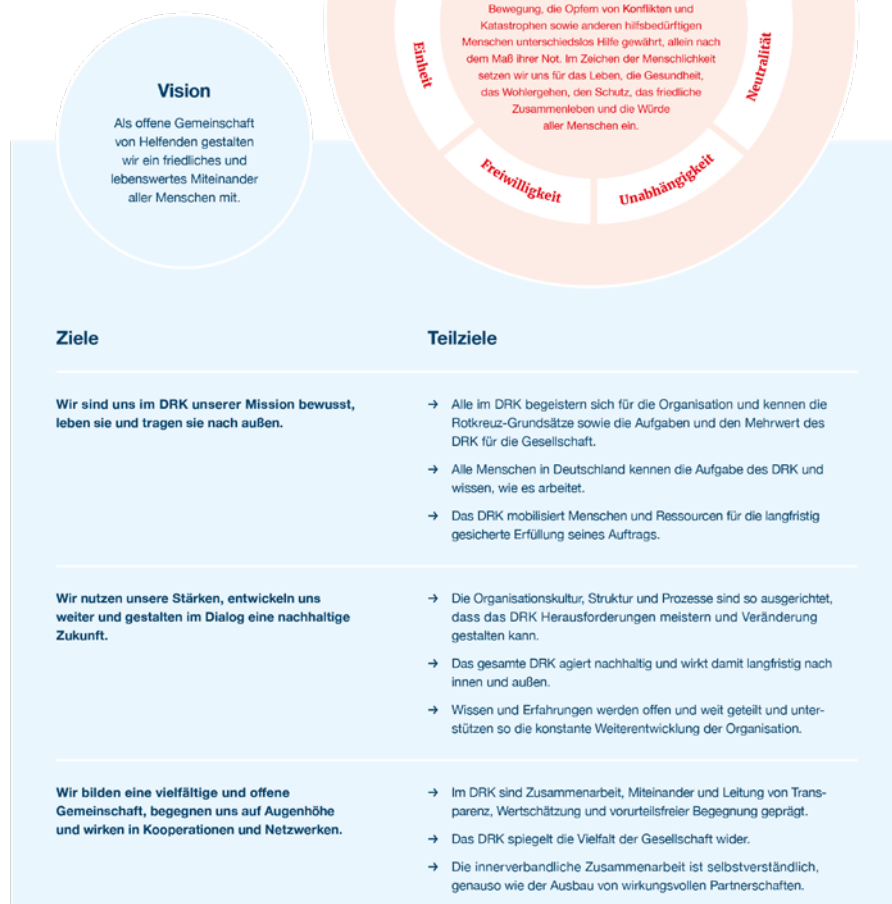 Bewegung, die Opfern von Konflikten und
Katastrophen sowie anderen hilfsbedürftigen
Menschen unterschiedslos Hilfe gewährt, allein nach
dem Maß ihrer Not. Im Zeichen der Menschlichkeit
setzen wir uns für das Leben, die Gesundheit,
das Wohlergehen, den Schutz, das friedliche
Zusammenleben und die Würde
aller Menschen ein.
Einheit
Freiwilligkeit
Unabhängigkeit
Neutralität
Vision
Als offene Gemeinschaft
von Helfenden gestalten
wir ein friedliches und
lebenswertes Miteinander
aller Menschen mit.
Ziele
Teilziele
Wir sind uns im DRK unserer Mission bewusst,
leben sie und tragen sie nach außen.
→ Alle im DRK begeistern sich für die Organisation und kennen die
Rotkreuz-Grundsätze sowie die Aufgaben und den Mehrwert des
DRK für die Gesellschaft.
→ Alle Menschen in Deutschland kennen die Aufgabe des DRK und
wissen, wie es arbeitet.
→ Das DRK mobilisiert Menschen und Ressourcen für die langfristig
gesicherte Erfüllung seines Auftrags.
Wir nutzen unsere Stärken, entwickeln uns
weiter und gestalten im Dialog eine nachhaltige
Zukunft.
→ Die Organisationskultur, Struktur und Prozesse sind so ausgerichtet,
dass das DRK Herausforderungen meistern und Veränderung
gestalten kann.
→ Das gesamte DRK agiert nachhaltig und wirkt damit langfristig nach
innen und außen.
→ Wissen und Erfahrungen werden offen und weit geteilt und unter-
stützen so die konstante Weiterentwicklung der Organisation.
Wir bilden eine vielfältige und offene
Gemeinschaft, begegnen uns auf Augenhöhe
und wirken in Kooperationen und Netzwerken.
→ Im DRK sind Zusammenarbeit, Miteinander und Leitung von Trans-
parenz, Wertschätzung und vorurteilsfreier Begegnung geprägt.
→ Das DRK spiegelt die Vielfalt der Gesellschaft wider.
→ Die innerverbandliche Zusammenarbeit ist selbstverständlich,
genauso wie der Ausbau von wirkungsvollen Partnerschaften.